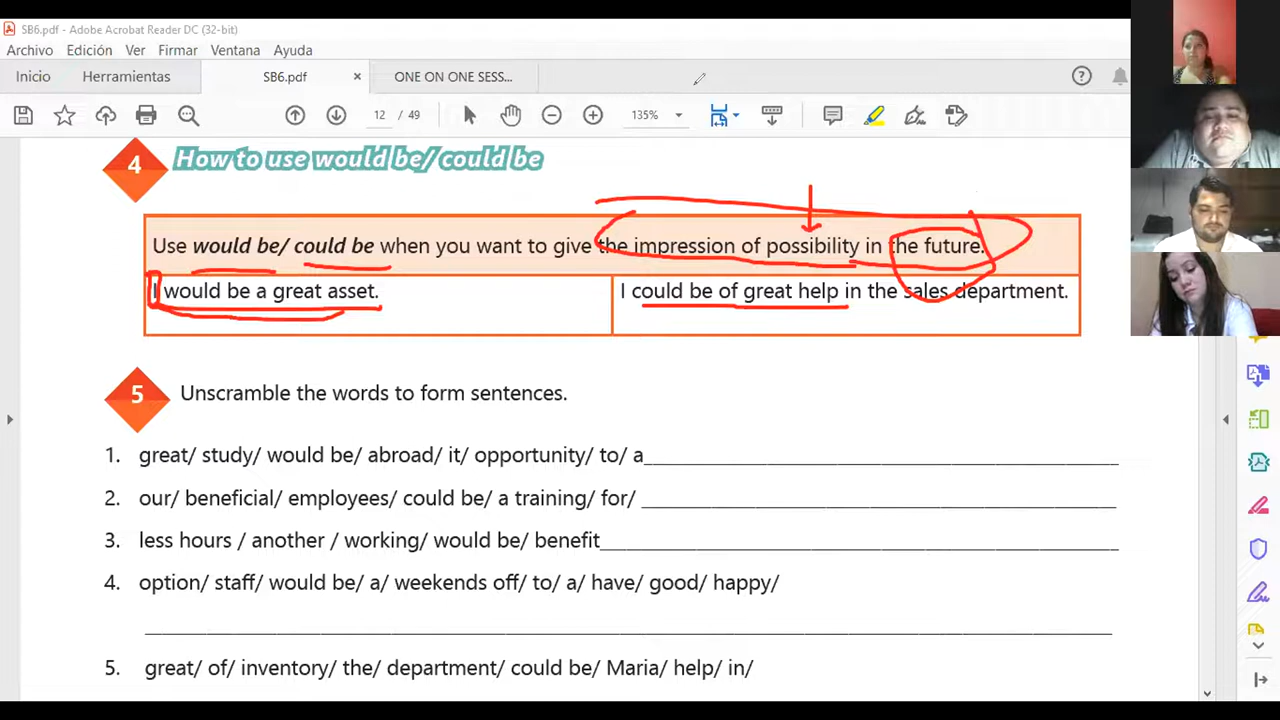 SB6.pdf - Adobe Acrobat Reader DC (32-bit)
Archivo Edición Ver Firmar Ventana Ayuda
Inicio Herramientas SB6.pdf × ONE ON ONE SESS...
12 / 49 135%
4 How to use would be/ could be
Use would be/ could be when you want to give the impression of possibility in the future.
I would be a great asset. I could be of great help in the sales department.
5 Unscramble the words to form sentences.
1. great/ study/ would be/ abroad/ it/ opportunity/ to/ a
2. our/ beneficial/ employees/ could be/ a training/ for/
3. less hours / another / working/ would be/ benefit
4. option/ staff/ would be/ a/ weekends off/ to/ a/ have/ good/ happy/
5. great/ of/ inventory/ the/ department/ could be/ Maria/ help/ in/